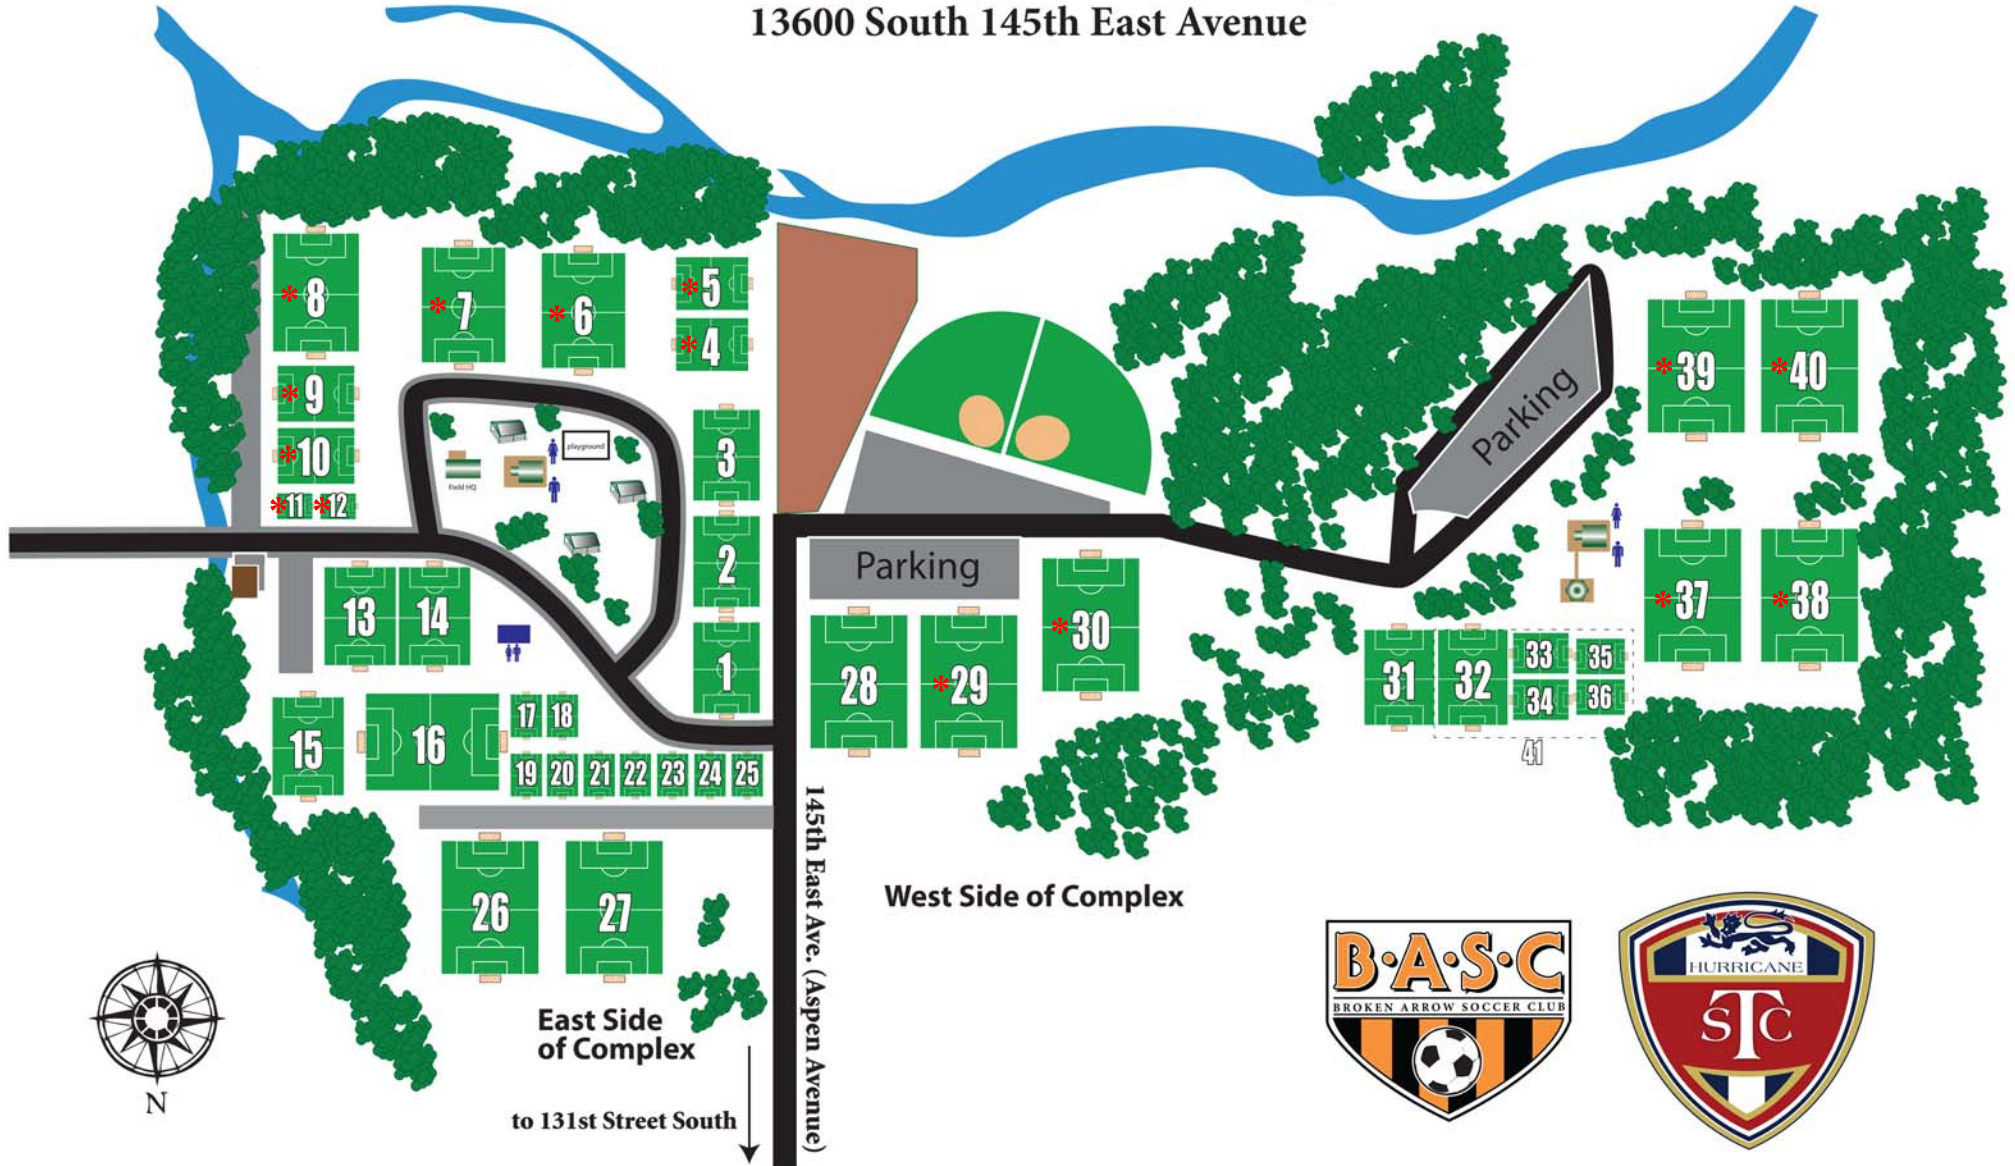 13600 South 145th East Avenue
* 8
* 7
* 6
* 5
* 4
* 9
* 10
* 11
* 12
3
2
1
playground
Field HQ
Parking
Parking
* 39
* 40
* 37
* 38
13
14
15
16
17
18
19
20
21
22
23
24
25
26
27
28
* 29
* 30
31
32
33
35
34
36
41
145th East Ave. (Aspen Avenue)
West Side of Complex
East Side
of Complex
to 131st Street South
N
B·A·S·C
BROKEN ARROW SOCCER CLUB
HURRICANE
STC